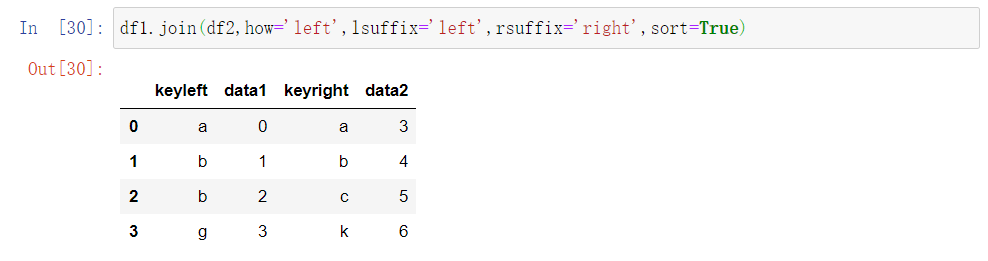 In [30]: df1.join(df2,how='left',lsuffix='left',rsuffix='right',sort=True)
Out[30]:
keyleft data1 keyright data2
0 a 0 a 3
1 b 1 b 4
2 b 2 c 5
3 g 3 k 6